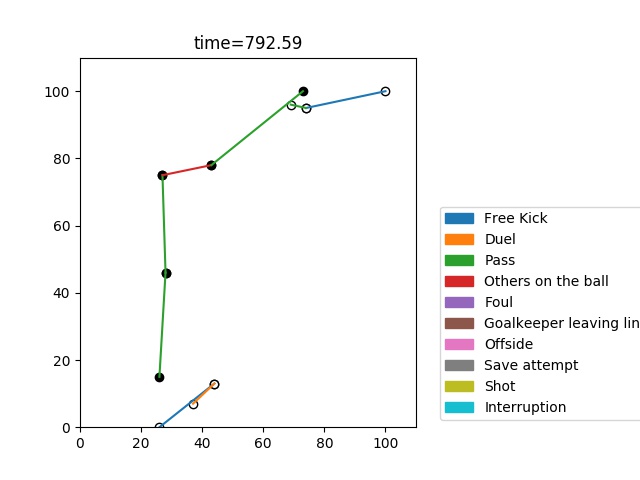 time=792.59
100
80
60
40
20
0
0 20 40 60 80 100
Free Kick
Duel
Pass
Others on the ball
Foul
Goalkeeper leaving lin
Offside
Save attempt
Shot
Interruption